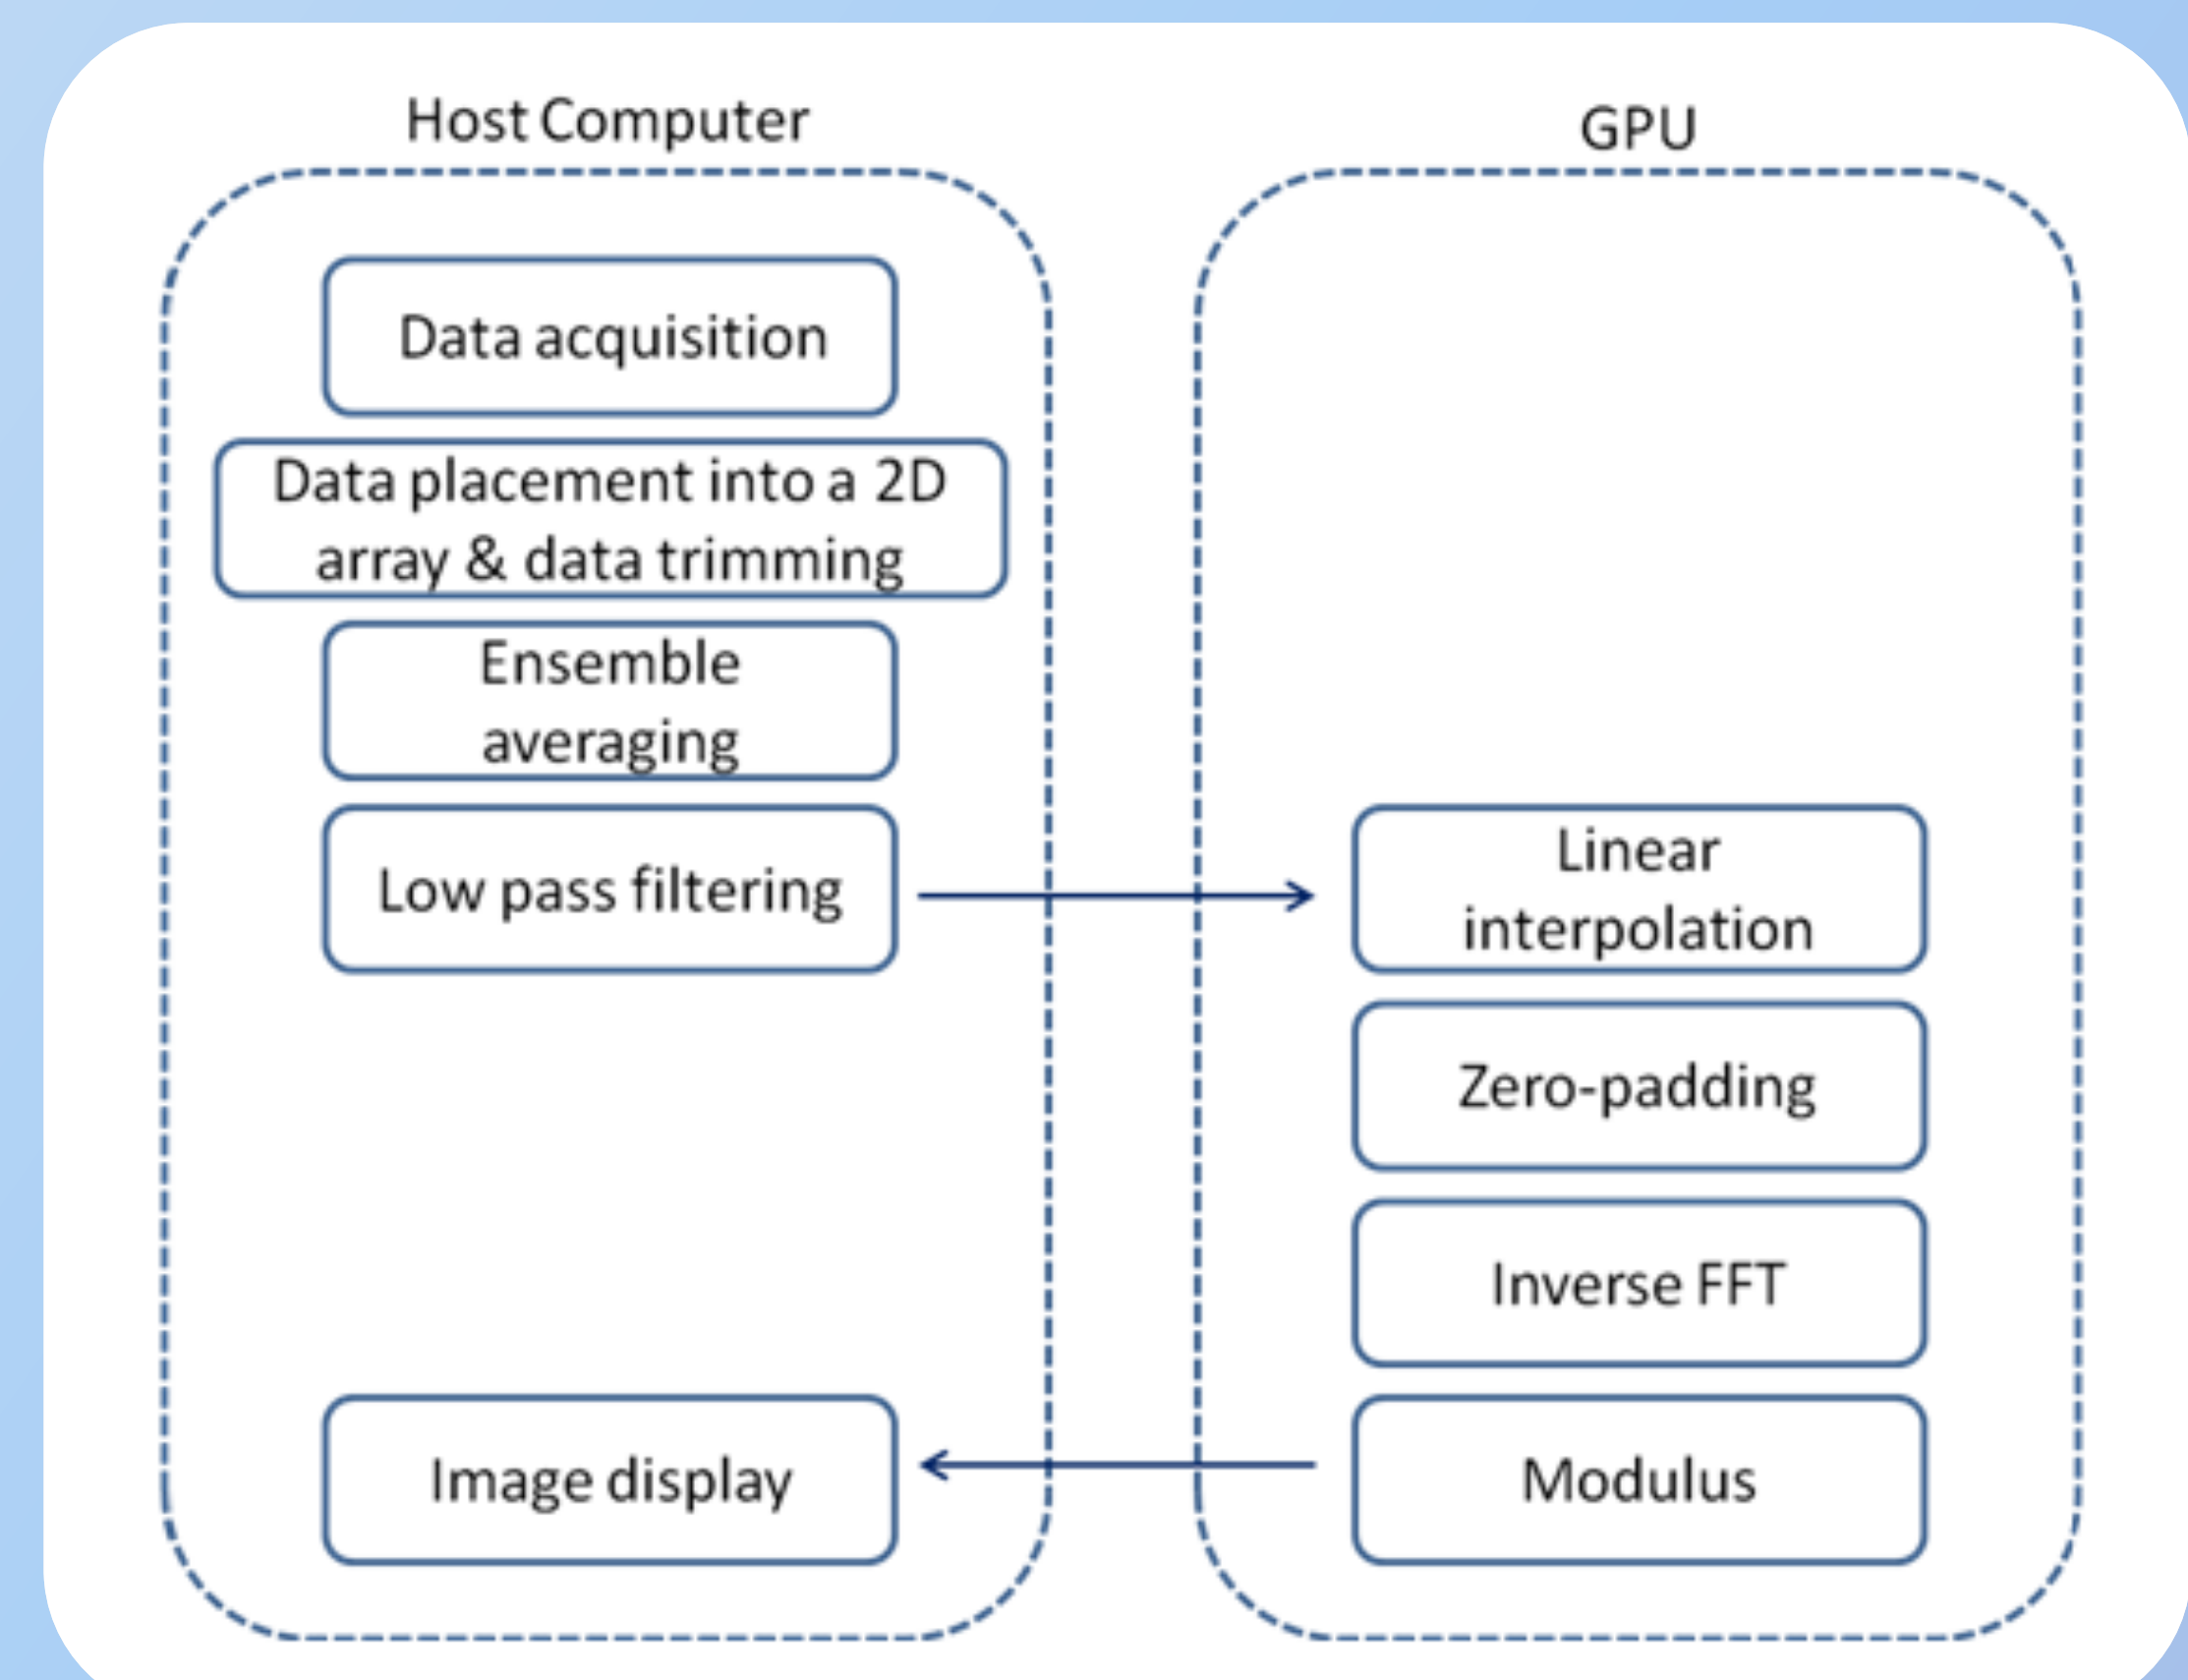 Host Computer
Data acquisition
Data placement into a 2D
array & data trimming
Ensemble
averaging
Low pass filtering
Image display
GPU
Linear
interpolation
Zero-padding
Inverse FFT
Modulus